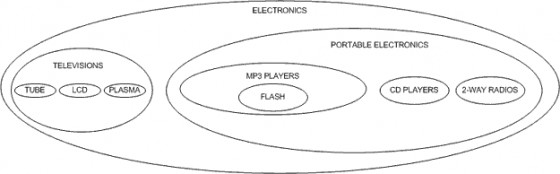 ELECTRONICS
PORTABLE ELECTRONICS
TELEVISIONS
TUBE
LCD
PLASMA
MP3 PLAYERS
FLASH
CD PLAYERS
2-WAY RADIOS